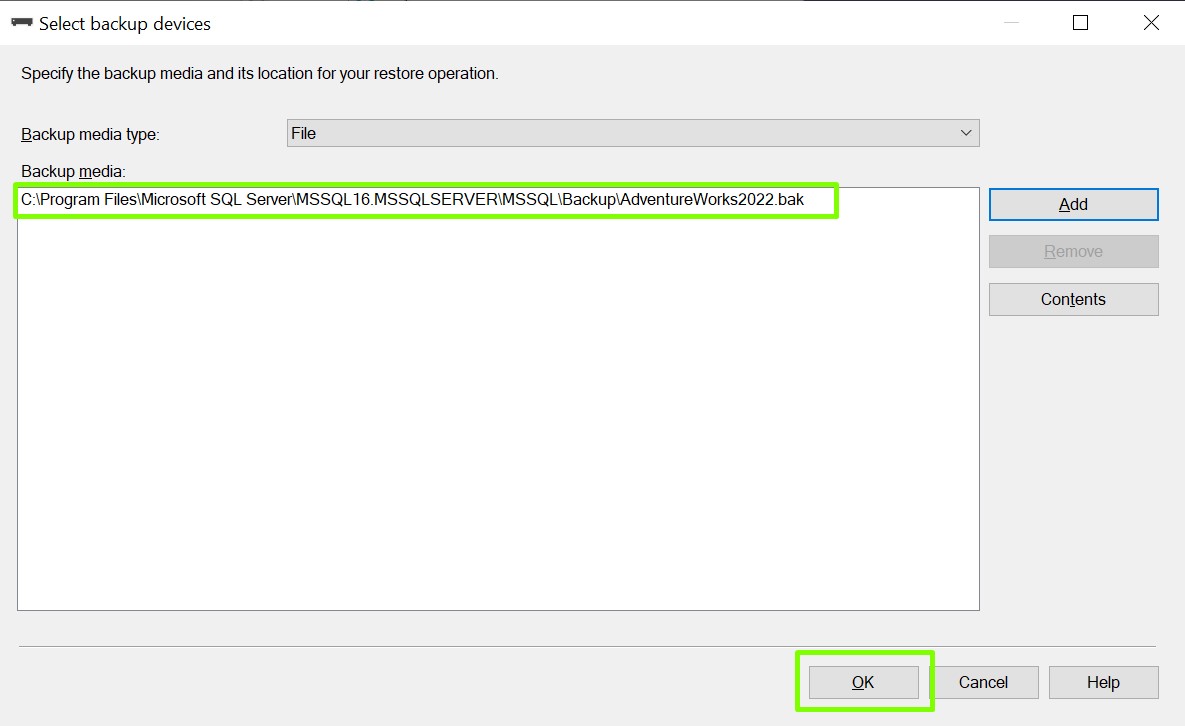 Select backup devices
Specify the backup media and its location for your restore operation.
Backup media type:
File
Backup media:
C:\Program Files\Microsoft SQL Server\MSSQL16.MSSQLSERVER\MSSQL\Backup\AdventureWorks2022.bak
Add
Remove
Contents
OK
Cancel
Help